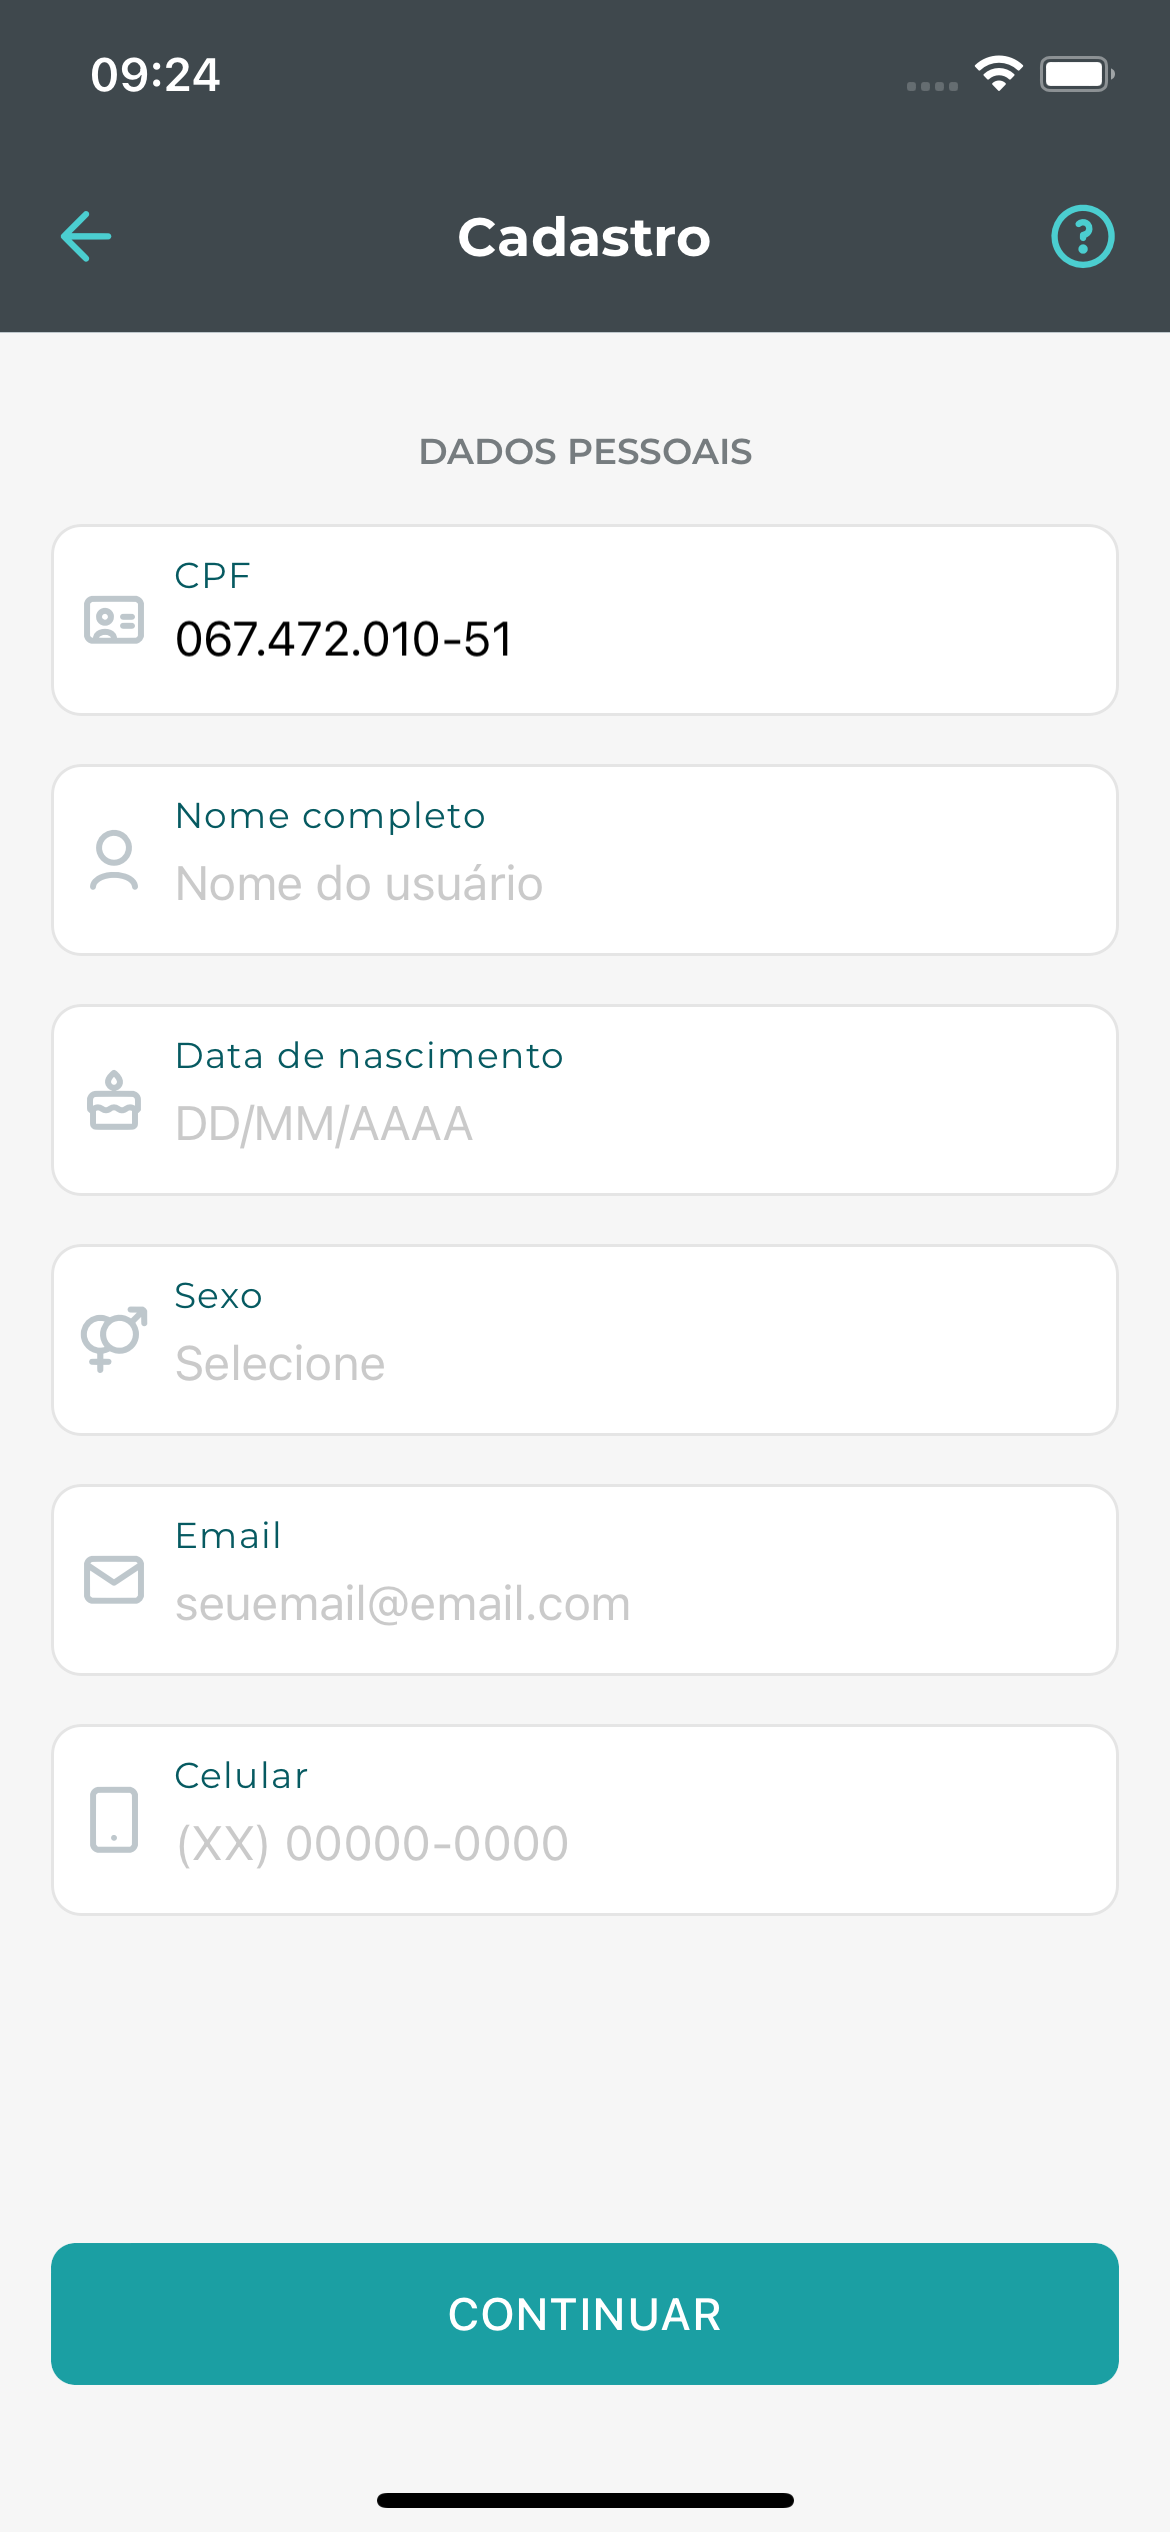 09:24
Cadastro
DADOS PESSOAIS
CPF
067.472.010-51
Nome completo
Nome do usuário
Data de nascimento
DD/MM/AAAA
Sexo
Selecione
Email
seuemail@email.com
Celular
(XX) 00000-0000
CONTINUAR